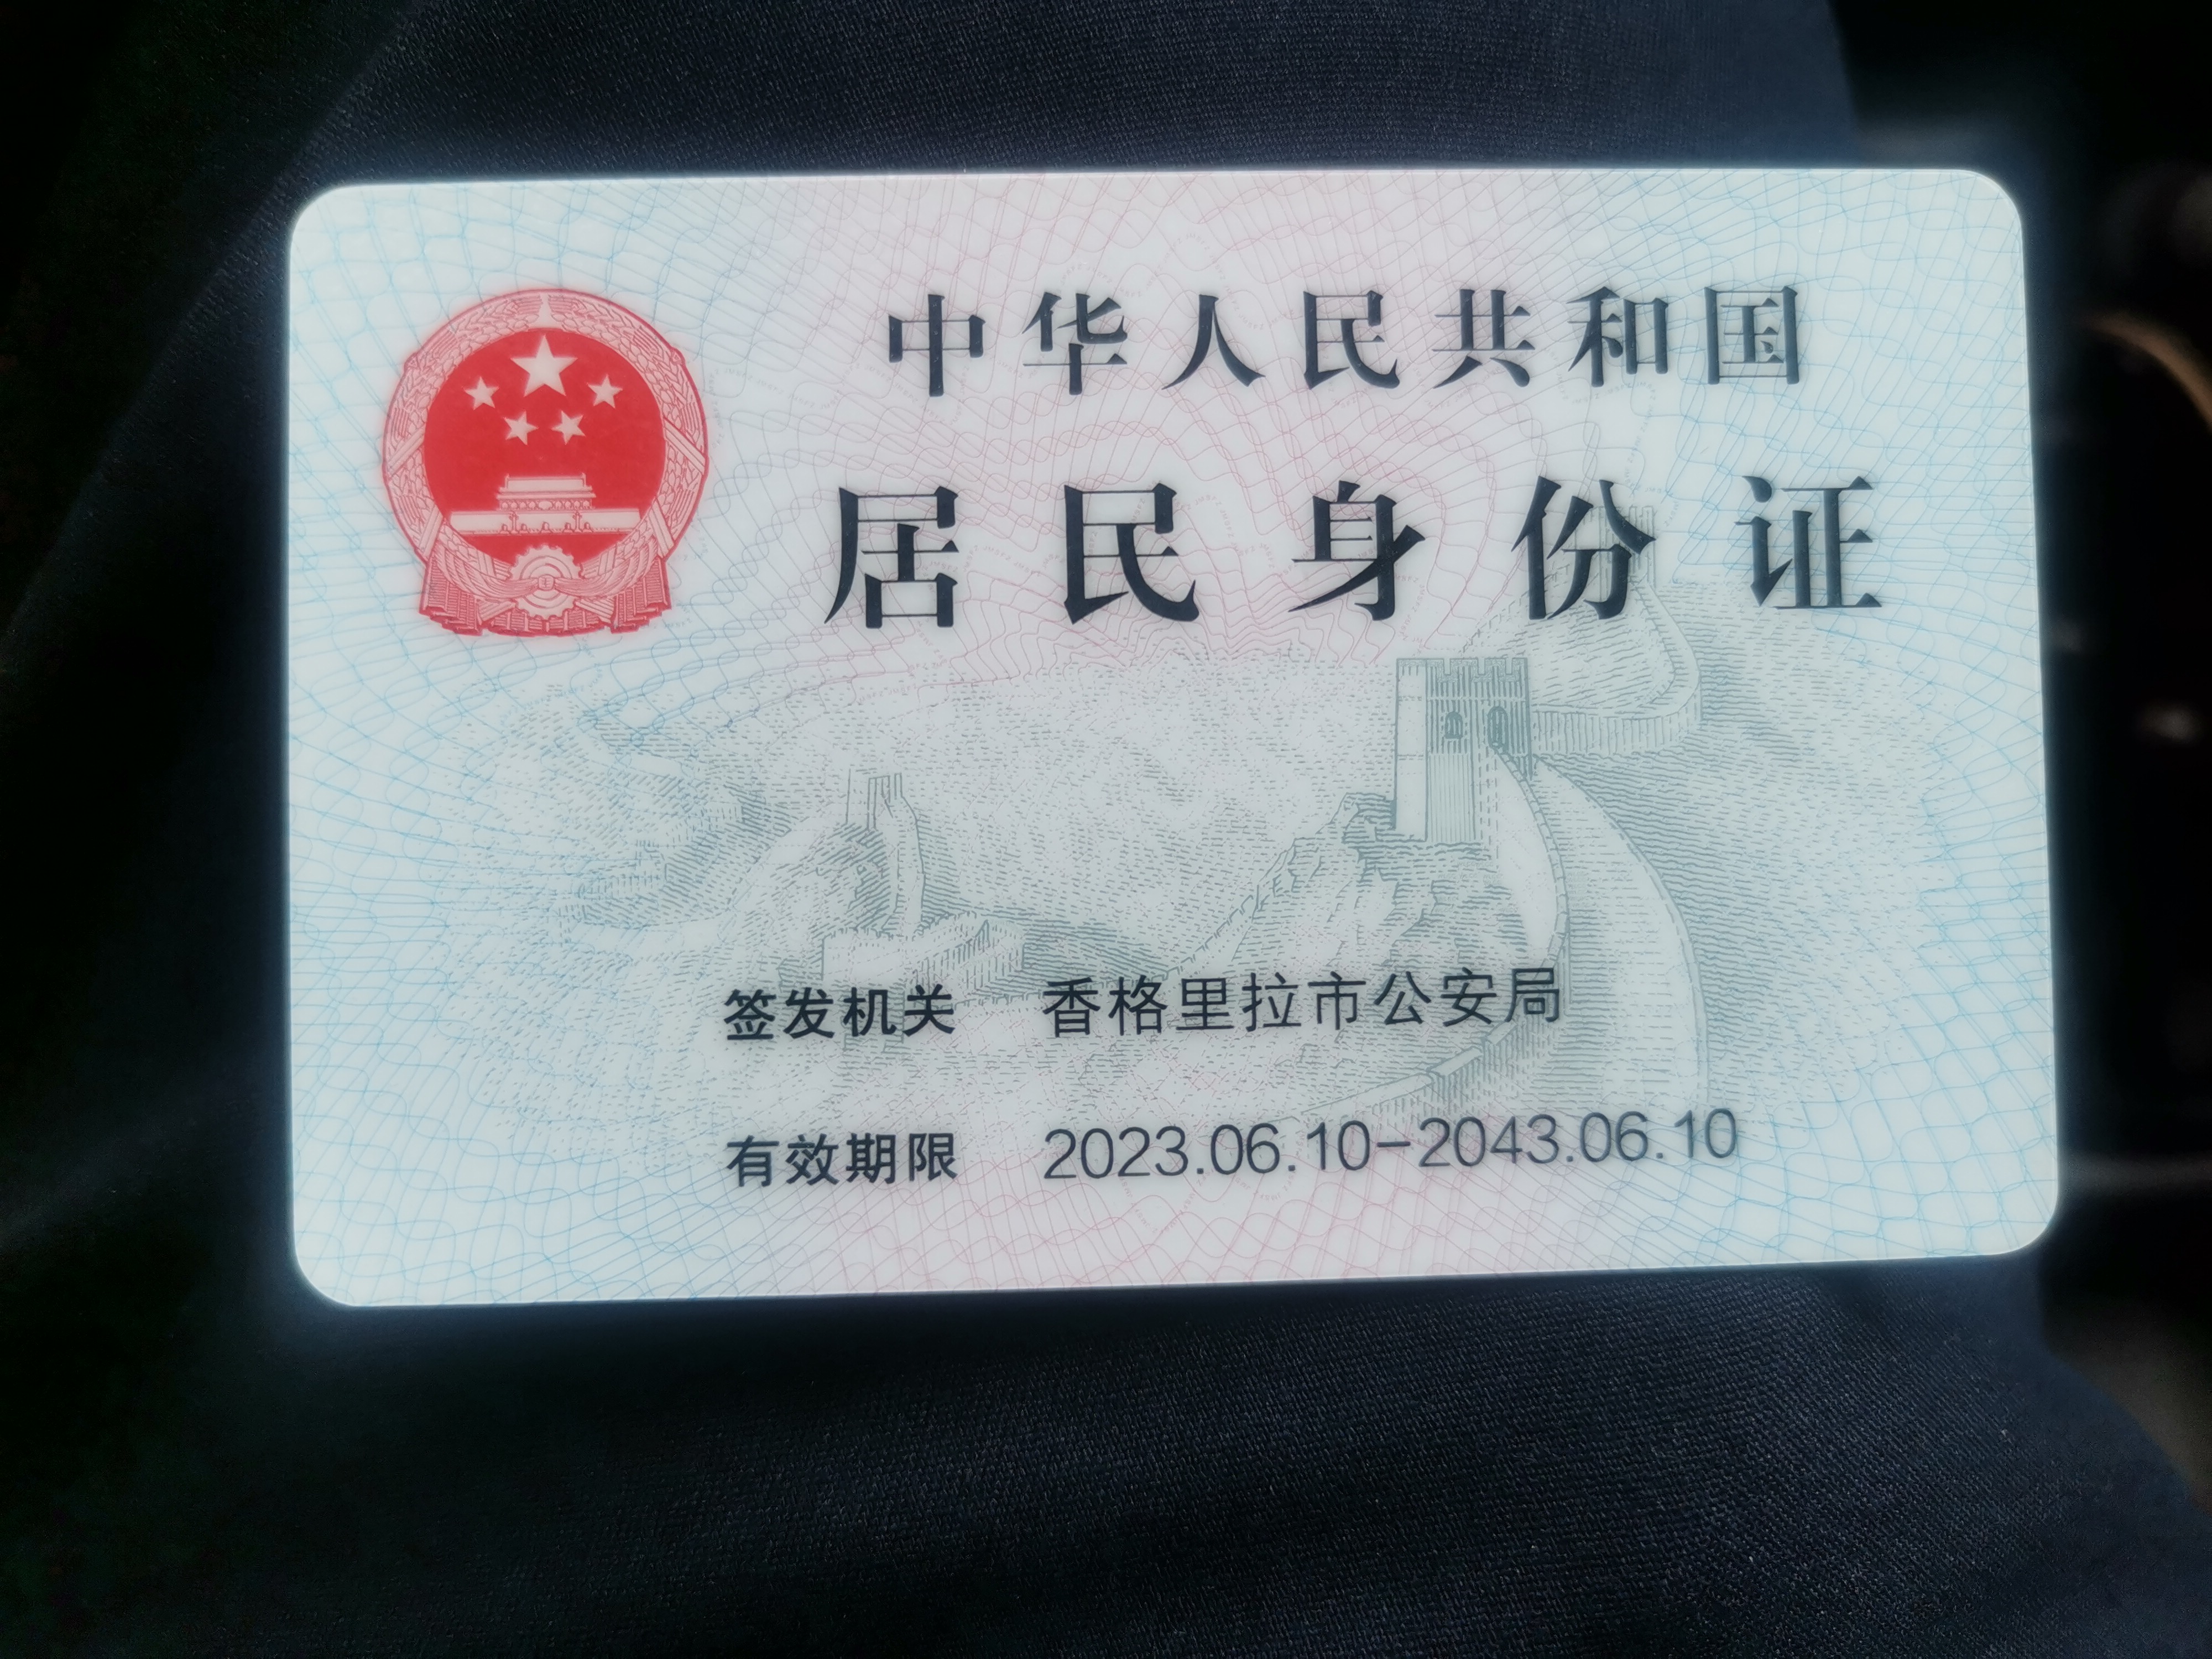 中华人民共和国
居民身份证
签发机关 香格里拉市公安局
有效期限 2023.06.10-2043.06.10